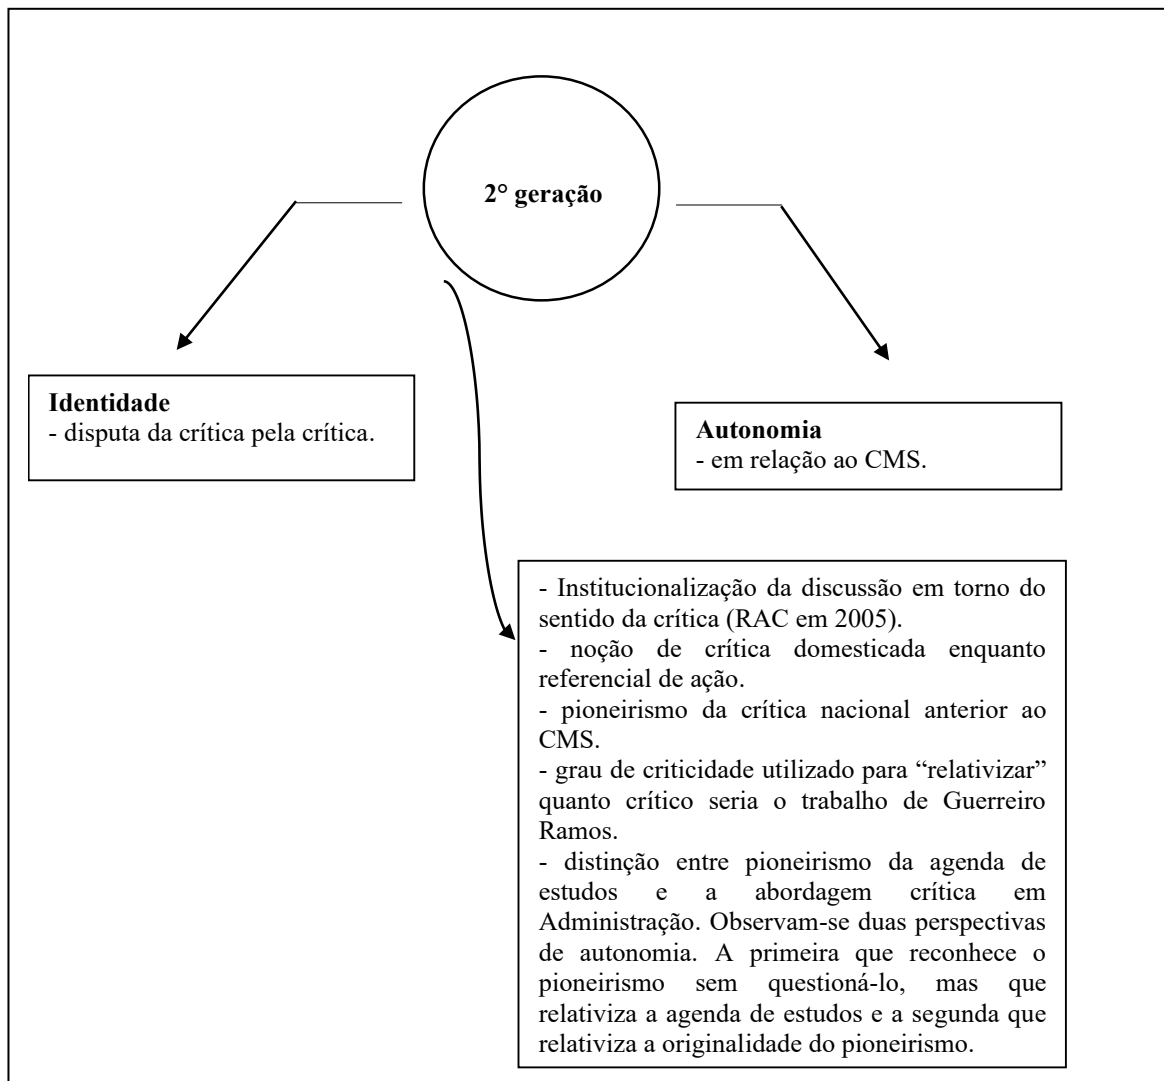 2° geração
Identidade
- disputa da crítica pela crítica.
Autonomia
- em relação ao CMS.
- Institucionalização da discussão em torno do
sentido da crítica (RAC em 2005).
- noção de crítica domesticada enquanto
referencial de ação.
- pioneirismo da crítica nacional anterior ao
CMS.
- grau de criticidade utilizado para “relativizar”
quanto crítico seria o trabalho de Guerreiro
Ramos.
- distinção entre pioneirismo da agenda de
estudos e a abordagem crítica em
Administração. Observam-se duas perspectivas
de autonomia. A primeira que reconhece o
pioneirismo sem questioná-lo, mas que
relativiza a agenda de estudos e a segunda que
relativiza a originalidade do pioneirismo.